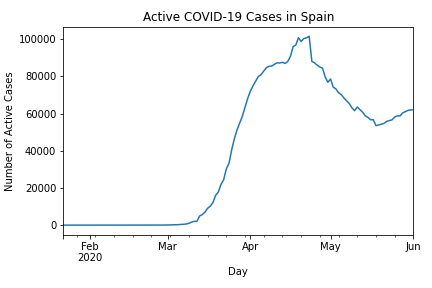 Active COVID-19 Cases in Spain
Number of Active Cases
100000
80000
60000
40000
20000
0
Feb
2020
Mar
Apr
May
Jun
Day